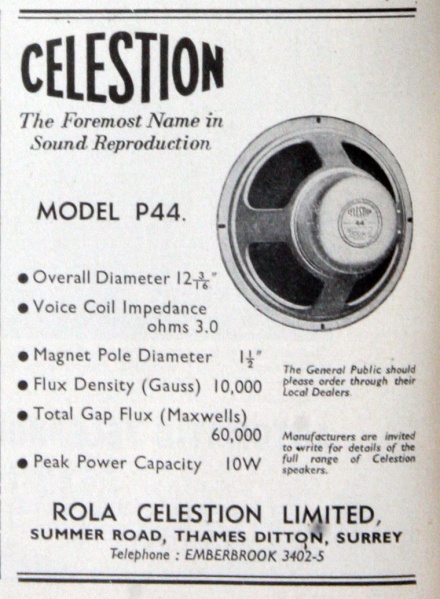 CELESTION
The Foremost Name in
Sound Reproduction
MODEL P44.
● Overall Diameter 12 3/16"
● Voice Coil Impedance
ohms 3.0
● Magnet Pole Diameter 1½"
● Flux Density (Gauss) 10,000
● Total Gap Flux (Maxwells)
60,000
● Peak Power Capacity 10W
CELESTION
44
The General Public should
please order through their
Local Dealers.
Manufacturers are invited
to write for details of the
full range of Celestion
speakers.
ROLA CELESTION LIMITED,
SUMMER ROAD, THAMES DITTON, SURREY
Telephone : EMBERBROOK 3402-5